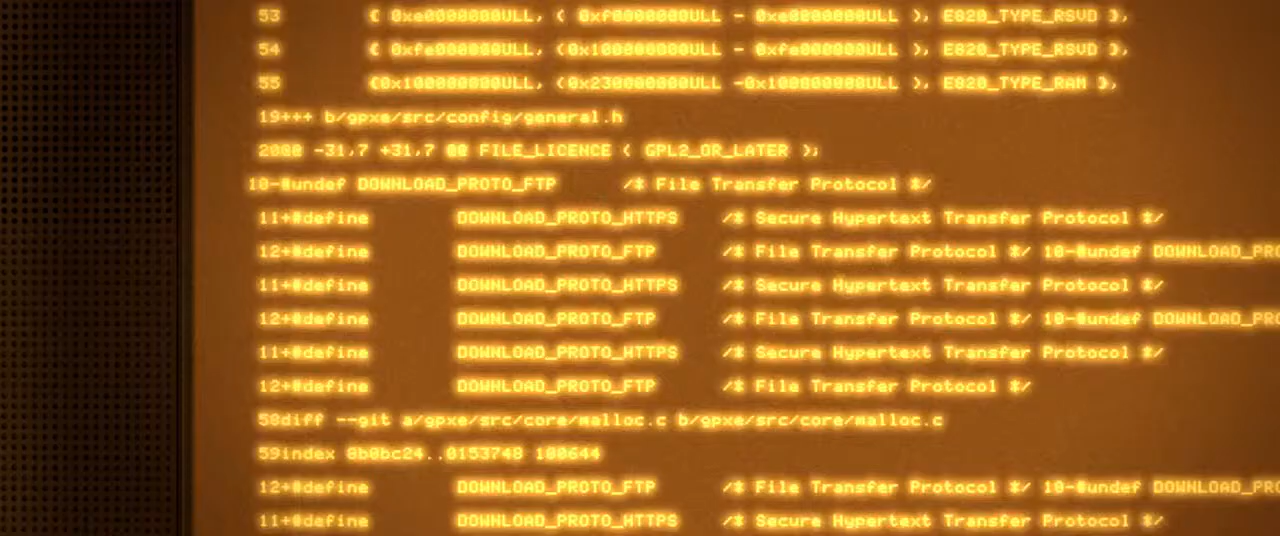 53 { 0xe0000000ULL, ( 0xf0000000ULL - 0xe0000000ULL ), E820_TYPE_RSVD },
54 { 0xfe000000ULL, (0x100000000ULL - 0xfe000000ULL ), E820_TYPE_RSVD },
55 {0x100000000ULL, (0x230000000ULL -0x100000000ULL ), E820_TYPE_RAM },
19+++ b/gpxe/src/config/general.h
20@@ -31,7 +31,7 @@ FILE_LICENCE ( GPL2_OR_LATER );
10-#undef DOWNLOAD_PROTO_FTP /* File Transfer Protocol */
11+#define DOWNLOAD_PROTO_HTTPS /* Secure Hypertext Transfer Protocol */
12+#define DOWNLOAD_PROTO_FTP /* File Transfer Protocol */ 10-#undef DOWNLOAD_PRO
11+#define DOWNLOAD_PROTO_HTTPS /* Secure Hypertext Transfer Protocol */
12+#define DOWNLOAD_PROTO_FTP /* File Transfer Protocol */ 10-#undef DOWNLOAD_PRO
11+#define DOWNLOAD_PROTO_HTTPS /* Secure Hypertext Transfer Protocol */
12+#define DOWNLOAD_PROTO_FTP /* File Transfer Protocol */
58diff --git a/gpxe/src/core/malloc.c b/gpxe/src/core/malloc.c
59index 8b0bc24..0153748 100644
12+#define DOWNLOAD_PROTO_FTP /* File Transfer Protocol */ 10-#undef DOWNLOAD_PRO
11+#define DOWNLOAD_PROTO_HTTPS /* Secure Hypertext Transfer Protocol */